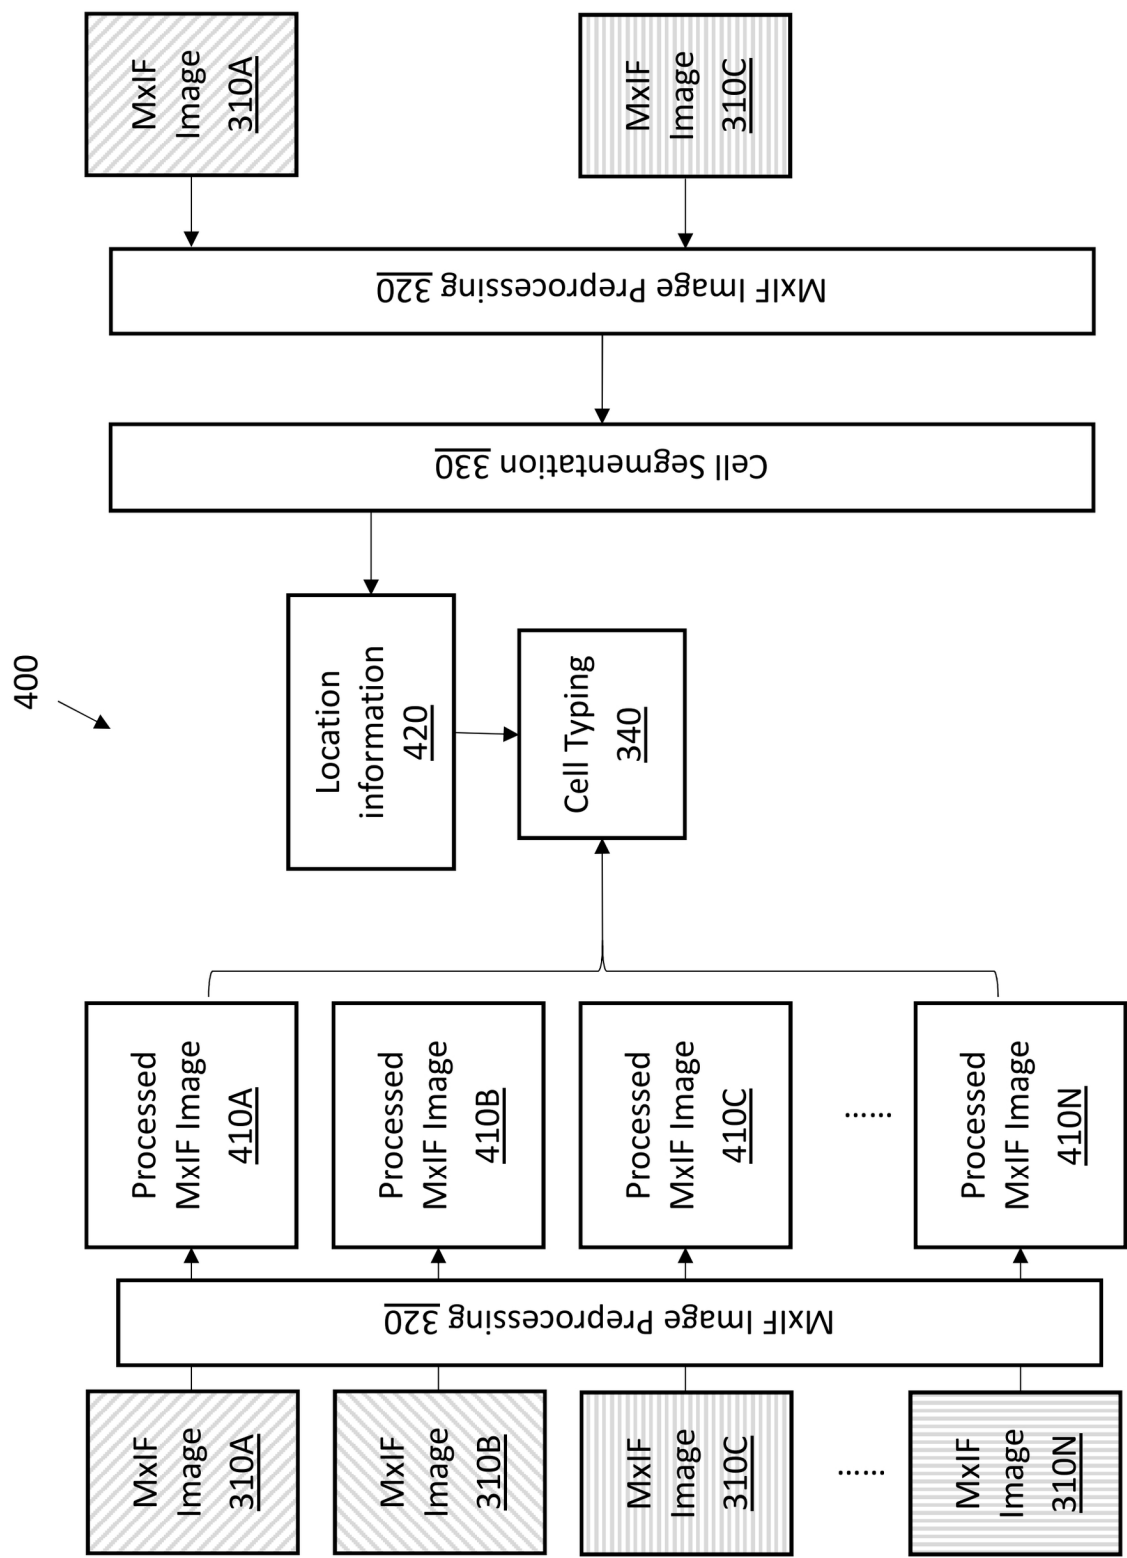 400
MxIF
Image
310A
MxIF
Image
310B
MxIF
Image
310C
......
MxIF
Image
310N
MxIF Image Preprocessing 320
Processed
MxIF Image
410A
Processed
MxIF Image
410B
Processed
MxIF Image
410C
......
Processed
MxIF Image
410N
Location
information
420
Cell Typing
340
Cell Segmentation 330
MxIF Image Preprocessing 320
MxIF
Image
310A
MxIF
Image
310C